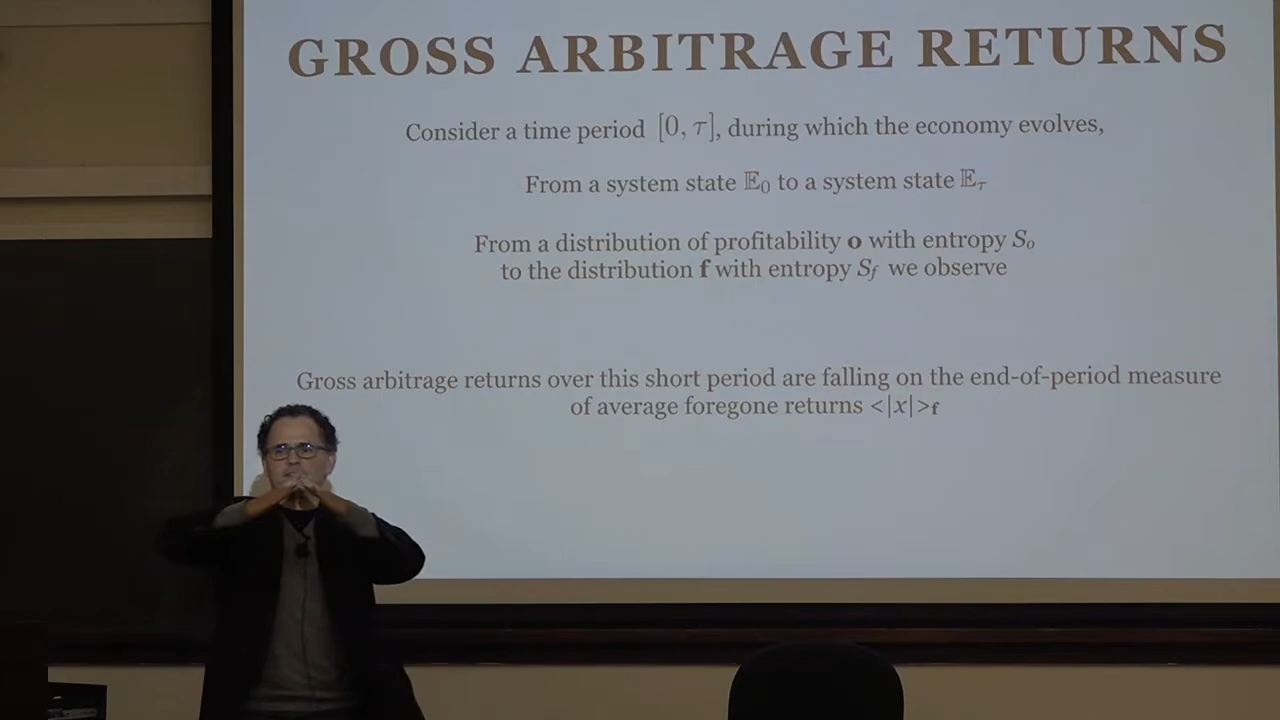 GROSS ARBITRAGE RETURNS
Consider a time period [0, τ], during which the economy evolves,
From a system state 𝔼₀ to a system state 𝔼τ
From a distribution of profitability o with entropy Sₒ
to the distribution f with entropy S_f we observe
Gross arbitrage returns over this short period are falling on the end-of-period measure
of average foregone returns <|x|>f